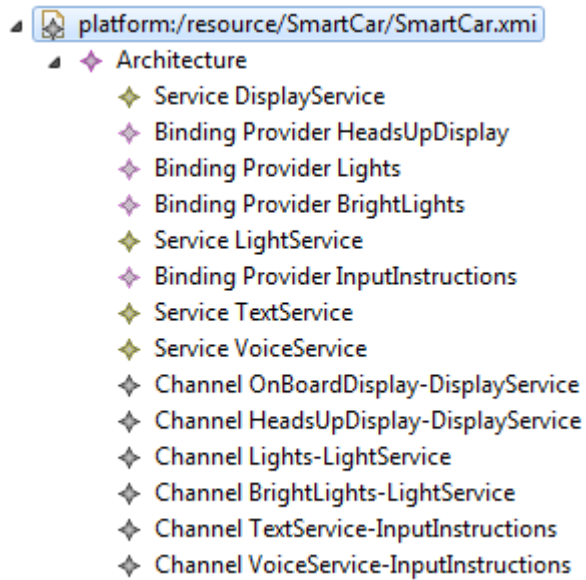 platform:/resource/SmartCar/SmartCar.xmi
Architecture
Service DisplayService
Binding Provider HeadsUpDisplay
Binding Provider Lights
Binding Provider BrightLights
Service LightService
Binding Provider InputInstructions
Service TextService
Service VoiceService
Channel OnBoardDisplay-DisplayService
Channel HeadsUpDisplay-DisplayService
Channel Lights-LightService
Channel BrightLights-LightService
Channel TextService-InputInstructions
Channel VoiceService-InputInstructions